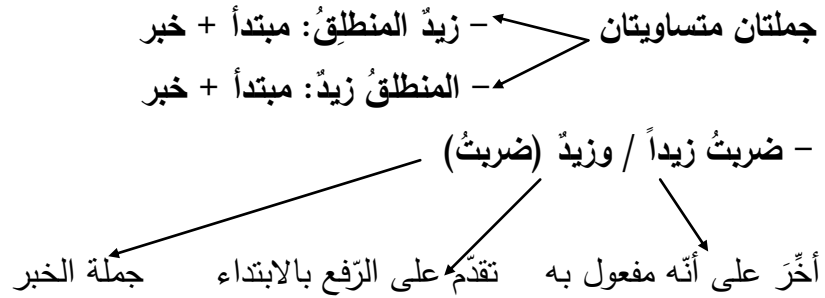 جملتان متساويتان – زيدٌ المنطلِقُ: مبتدأ + خبر
– المنطلقُ زيدٌ: مبتدأ + خبر
– ضربتُ زيداً / وزيدٌ (ضربتُ)
أخِّرَ على أنّه مفعول به تقدّم على الرّفع بالابتداء جملة الخبر